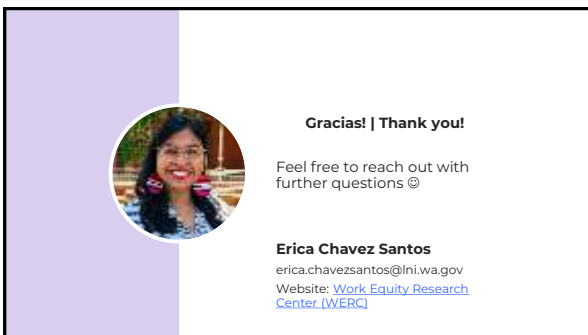 Gracias! | Thank you!
Feel free to reach out with
further questions ☺
Erica Chavez Santos
erica.chavezsantos@lni.wa.gov
Website: Work Equity Research
Center (WERC)